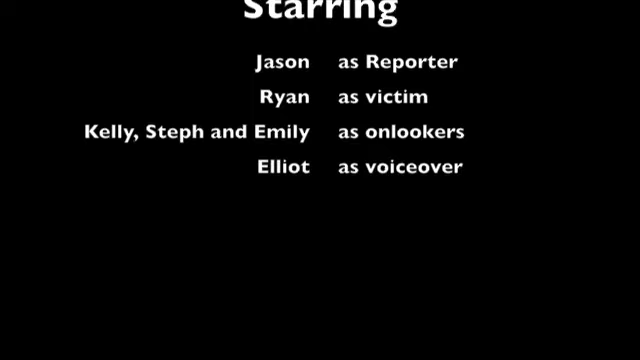 Starring
Jason as Reporter
Ryan as victim
Kelly, Steph and Emily as onlookers
Elliot as voiceover